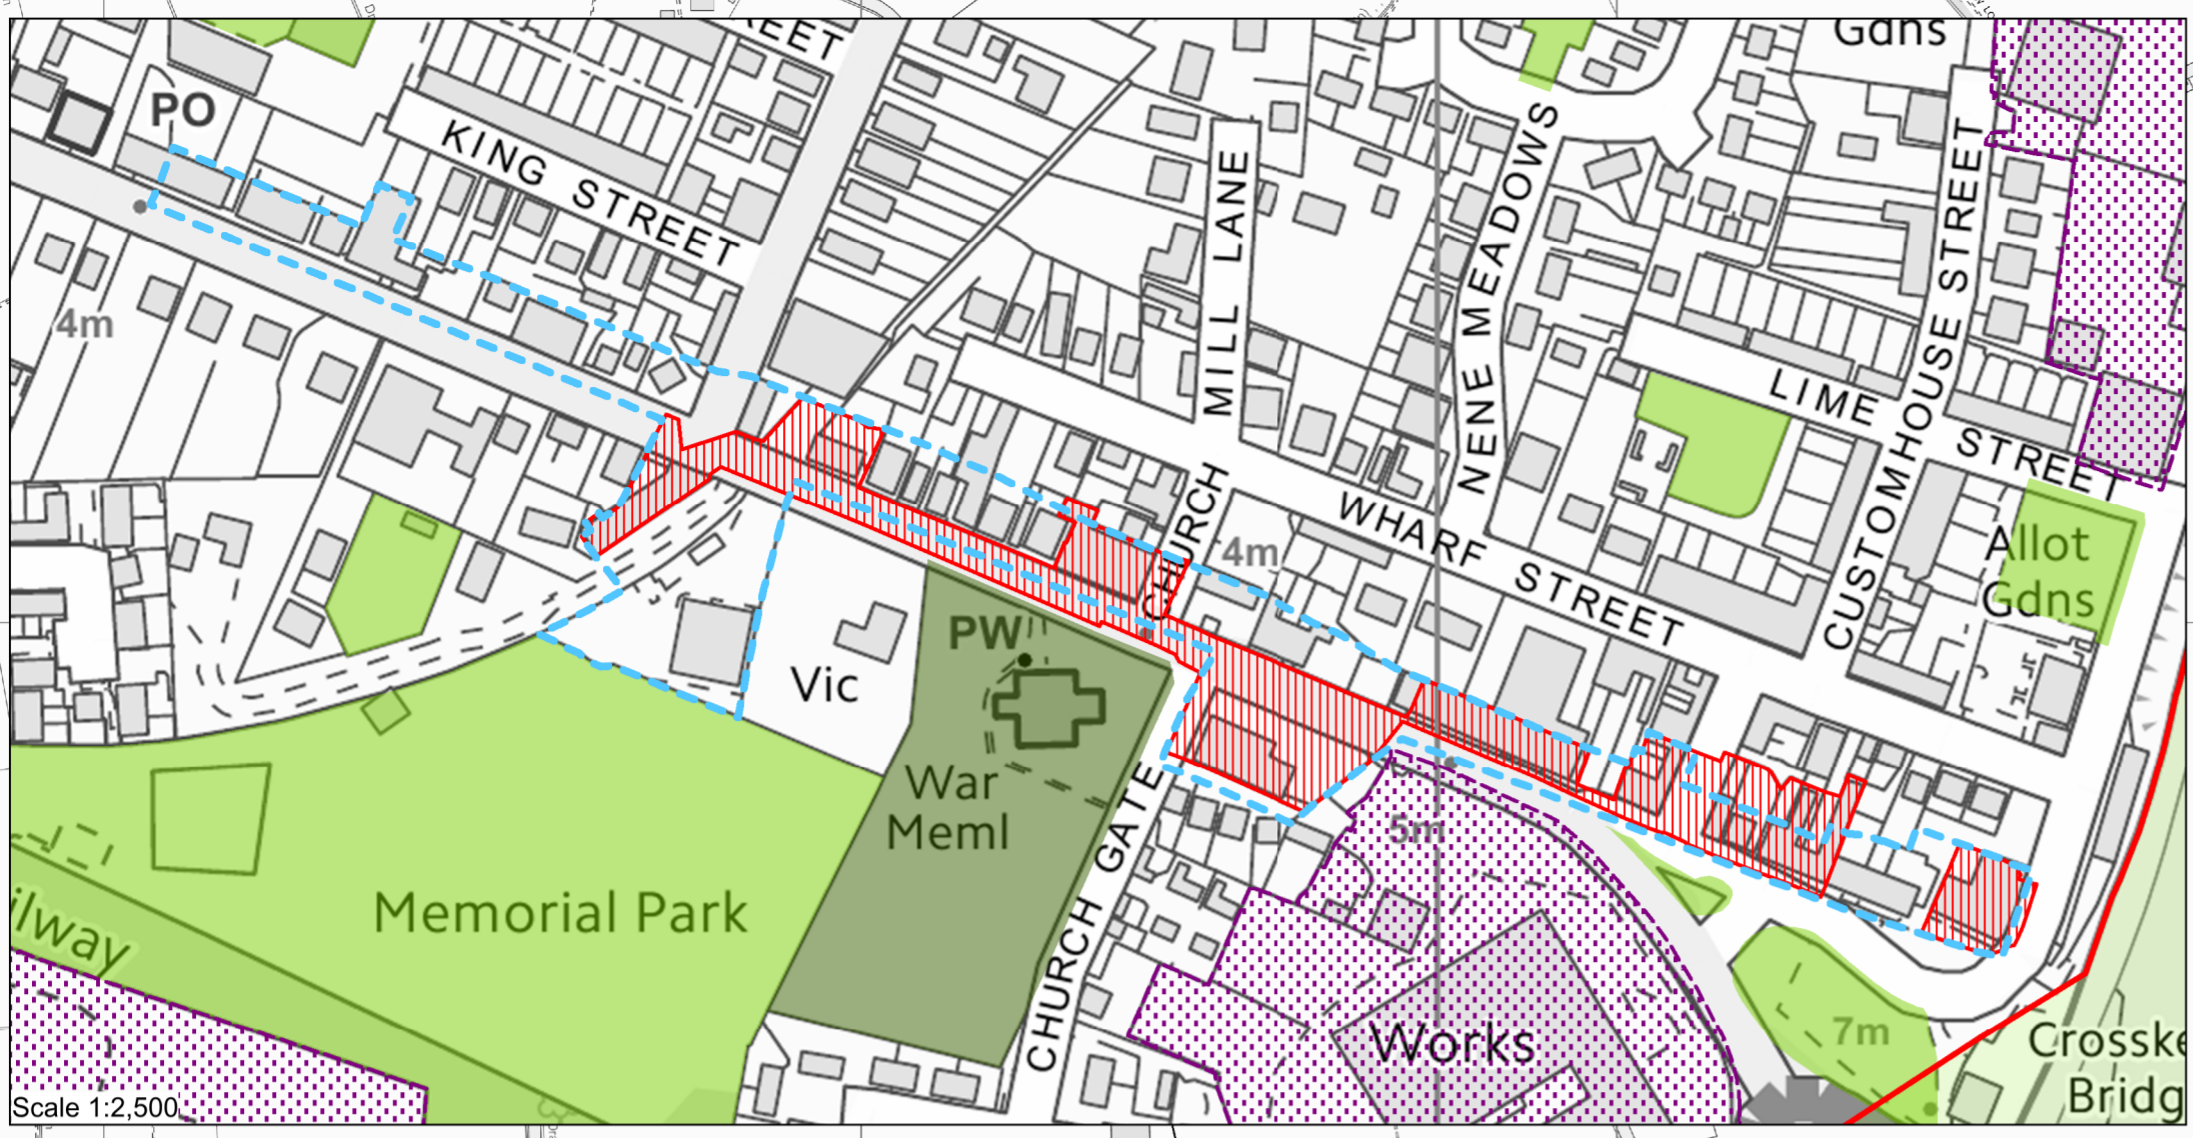 REET
Gdns
PO
KING STREET
MILL LANE
NENE MEADOWS
CUSTOMHOUSE STREET
4m
LIME STREET
CHURCH
4m
WHARF STREET
Allot
Gdns
PW
Vic
War
Meml
CHURCH GATE
5m
Memorial Park
ilway
Works
7m
Crosske
Bridg
Scale 1:2,500